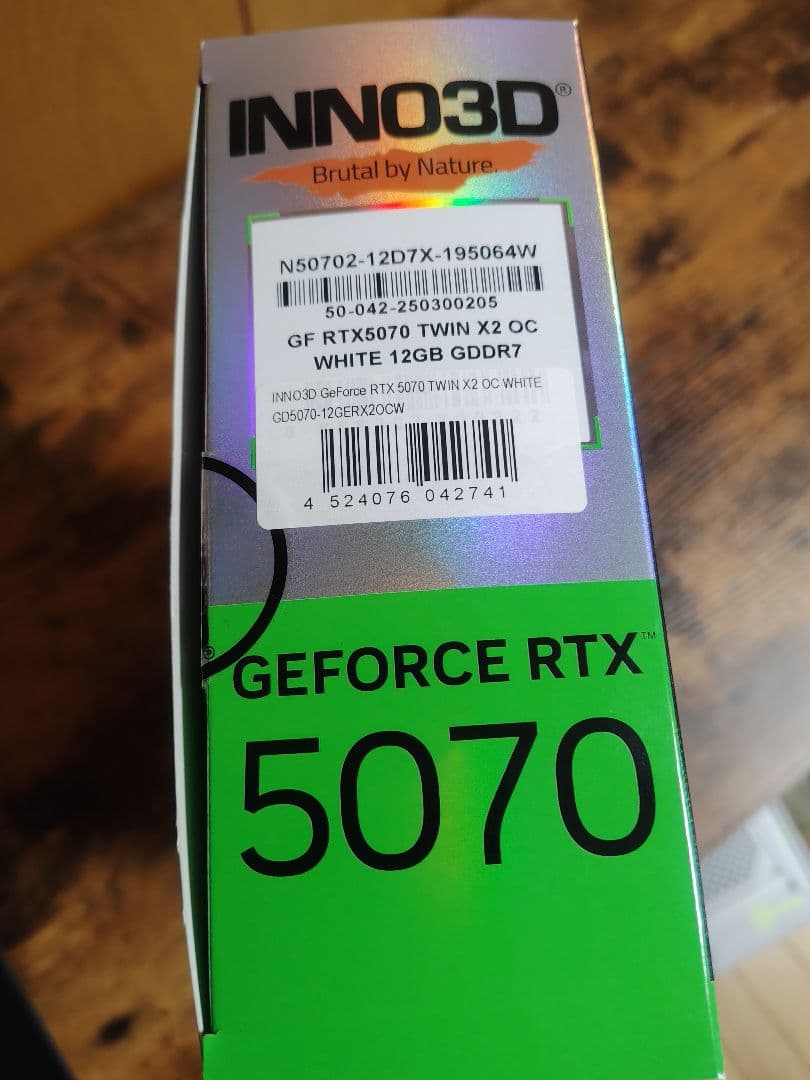 INNO3D®
Brutal by Nature.
N50702-12D7X-195064W
50-042-250300205
GF RTX5070 TWIN X2 OC
WHITE 12GB GDDR7
INNO3D GeForce RTX 5070 TWIN X2 OC WHITE
GD5070-12GERX2OCW
4 524076 042741
GEFORCE RTX™
5070